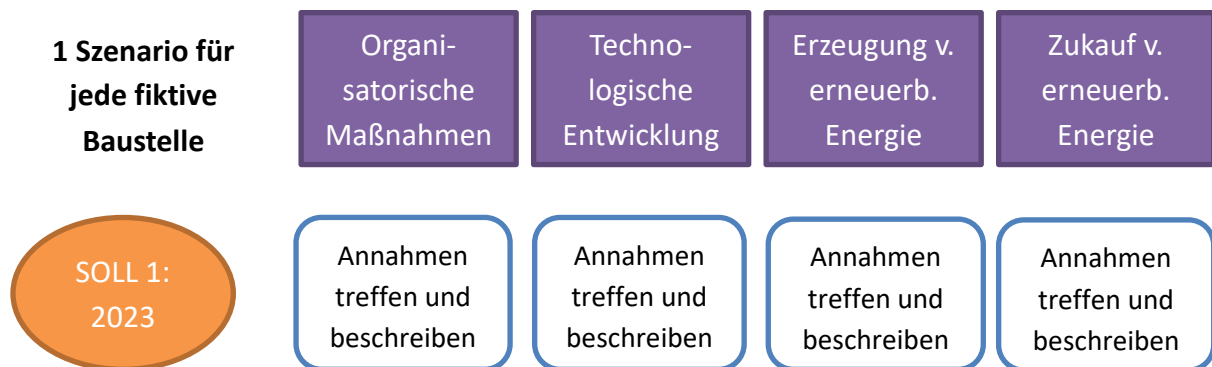 1 Szenario für
jede fiktive
Baustelle
Organi-
satorische
Maßnahmen
Techno-
logische
Entwicklung
Erzeugung v.
erneuerb.
Energie
Zukauf v.
erneuerb.
Energie
SOLL 1:
2023
Annahmen
treffen und
beschreiben
Annahmen
treffen und
beschreiben
Annahmen
treffen und
beschreiben
Annahmen
treffen und
beschreiben